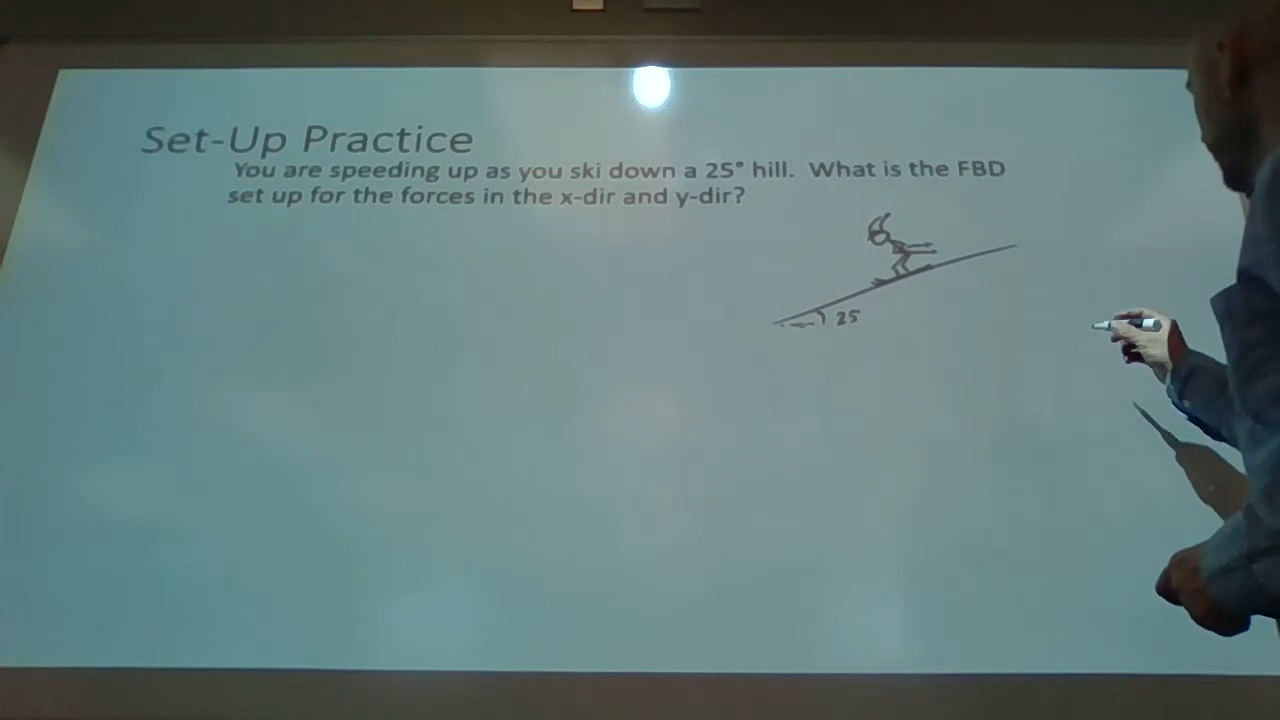 Set-Up Practice
You are speeding up as you ski down a 25° hill. What is the FBD
set up for the forces in the x-dir and y-dir?
25